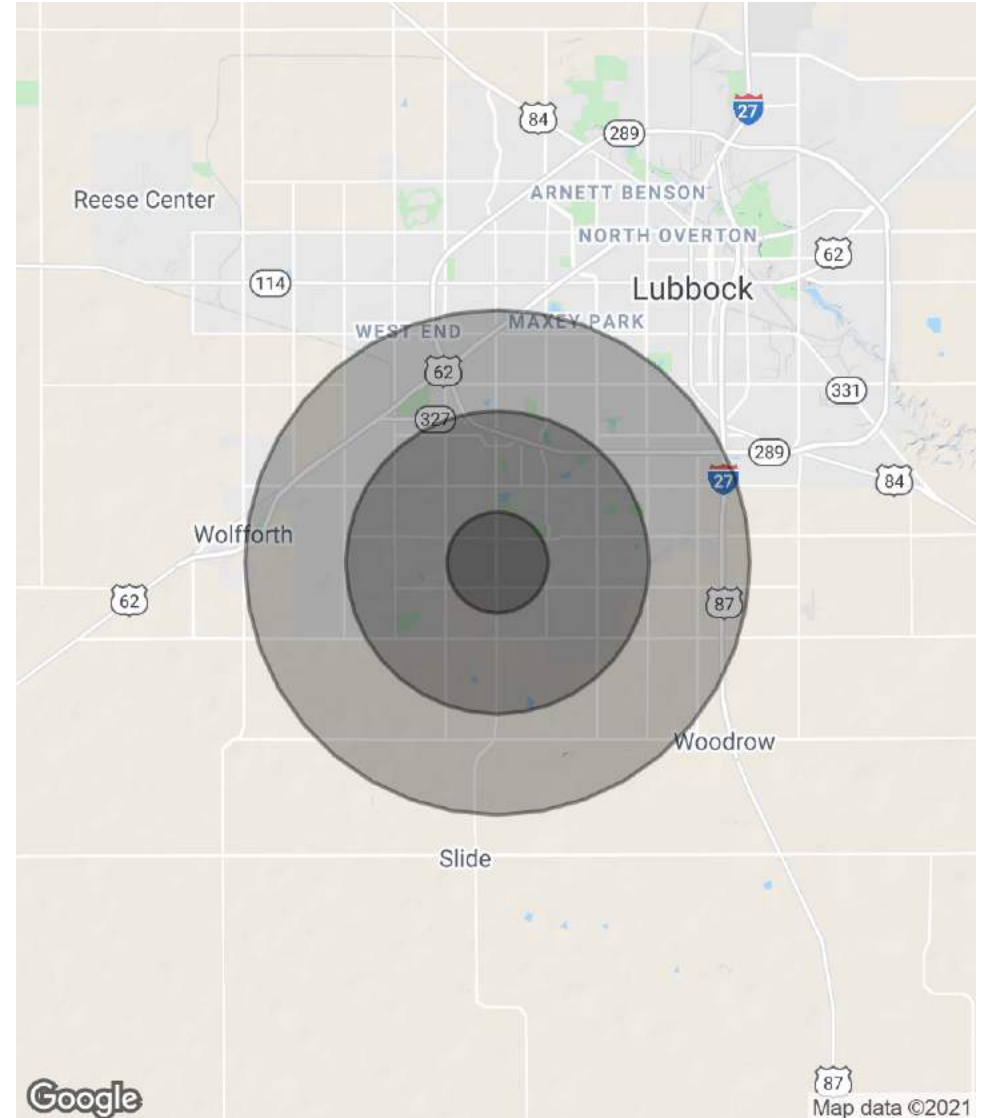 27
84
289
ARNETT BENSON
Reese Center
NORTH OVERTON
62
114
Lubbock
MAXEY PARK
WEST END
62
331
327
289
27
84
Wolfforth
62
87
Woodrow
Slide
87
Google
Map data ©2021